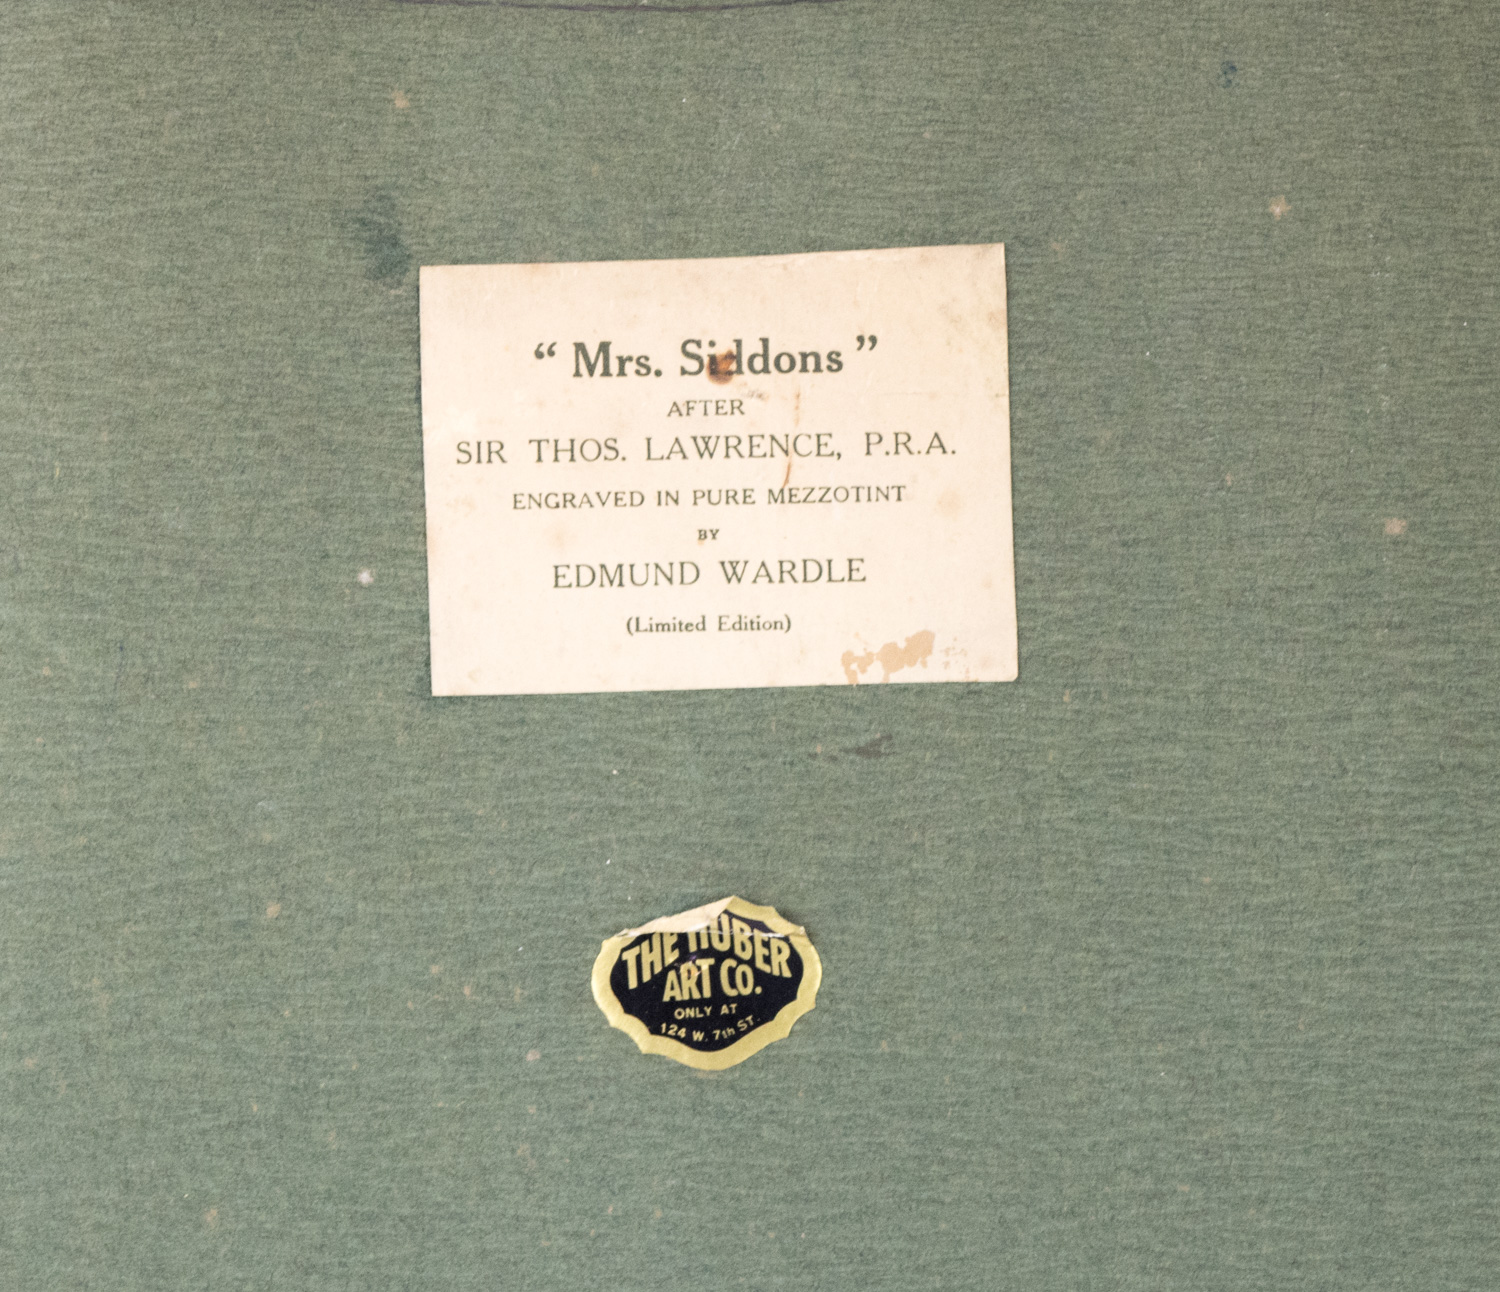 “ Mrs. Siddons ”
AFTER
SIR THOS. LAWRENCE, P.R.A.
ENGRAVED IN PURE MEZZOTINT
BY
EDMUND WARDLE
(Limited Edition)
THE HUBER
ART CO.
ONLY AT
124 W. 7th ST.